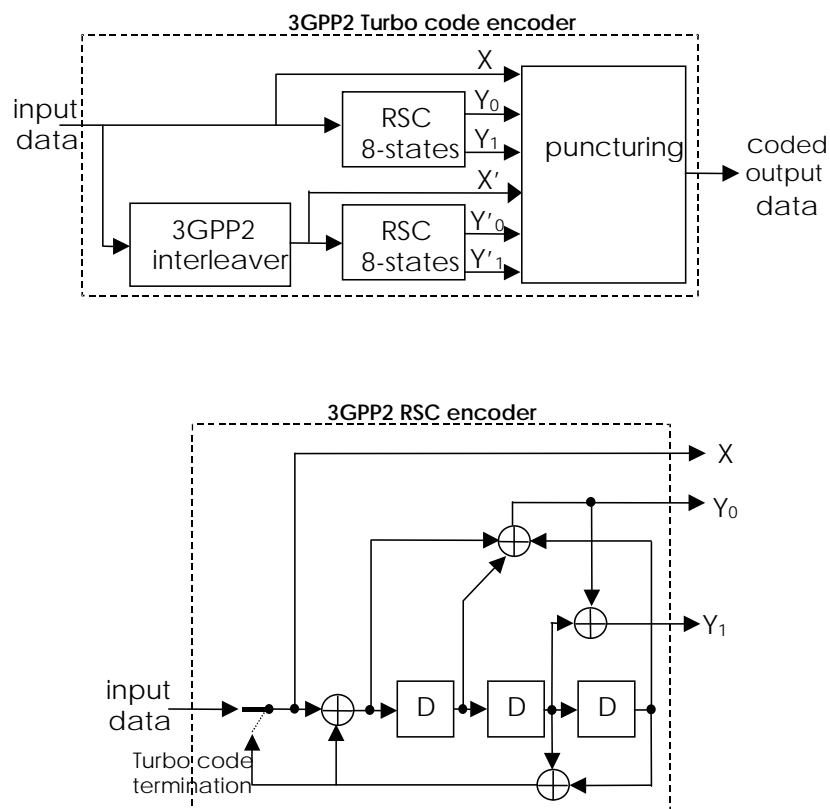 3GPP2 Turbo code encoder
input
data
X
RSC
8-states
Y0
Y1
X'
3GPP2
interleaver
RSC
8-states
Y'0
Y'1
puncturing
coded
output
data
3GPP2 RSC encoder
X
Y0
Y1
input
data
D
D
D
Turbo code
termination